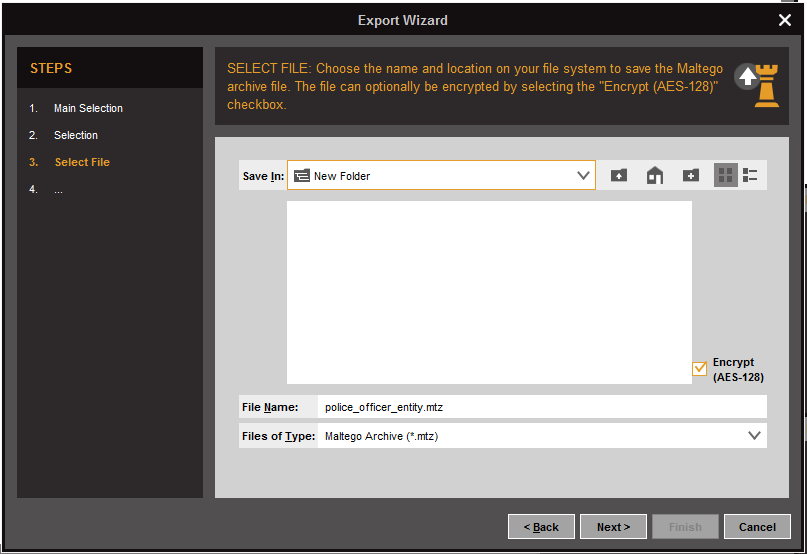 Export Wizard
STEPS
1. Main Selection
2. Selection
3. Select File
4. ...
SELECT FILE: Choose the name and location on your file system to save the Maltego
archive file. The file can optionally be encrypted by selecting the "Encrypt (AES-128)"
checkbox.
Save In: New Folder
Encrypt
(AES-128)
File Name: police_officer_entity.mtz
Files of Type: Maltego Archive (*.mtz)
< Back Next > Finish Cancel